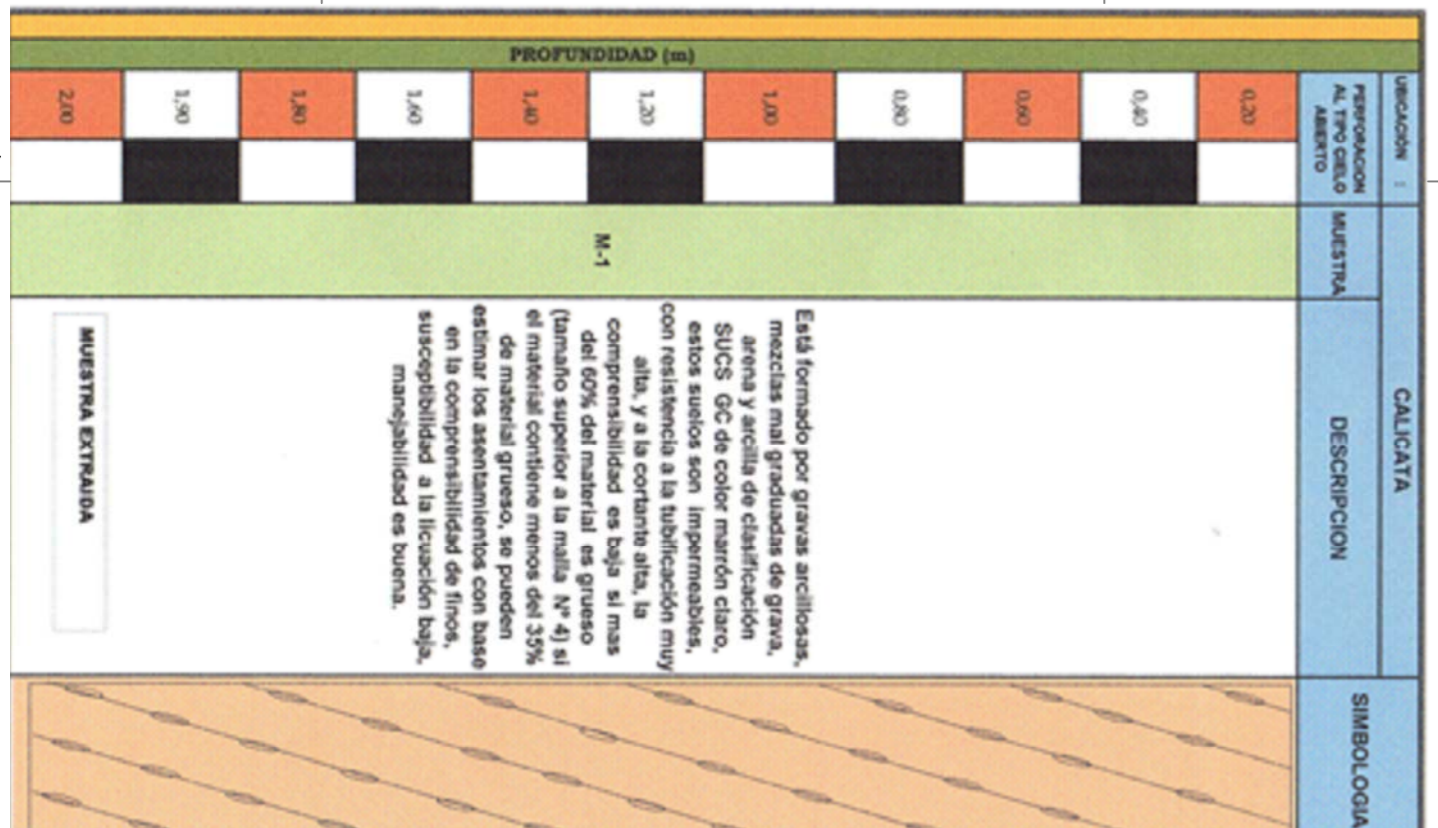 UBICACIÓN :
CALICATA
PERFORACION
AL TIPO CIELO
ABIERTO
MUESTRA
DESCRIPCION
SIMBOLOGIA
PROFUNDIDAD (m)
0,20
0,40
0,60
0,80
1,00
1,20
1,40
1,60
1,80
1,90
2,00
M-1
Está formado por gravas arcillosas,
mezclas mal graduadas de grava,
arena y arcilla de clasificación
SUCS GC de color marrón claro,
estos suelos son impermeables,
con resistencia a la tubificación muy
alta, y a la cortante alta, la
comprensibilidad es baja si mas
del 60% del material es grueso
(tamaño superior a la malla Nº 4) si
el material contiene menos del 35%
de material grueso, se pueden
estimar los asentamientos con base
en la comprensibilidad de finos,
susceptibilidad a la licuación baja,
manejabilidad es buena.
MUESTRA EXTRAIDA